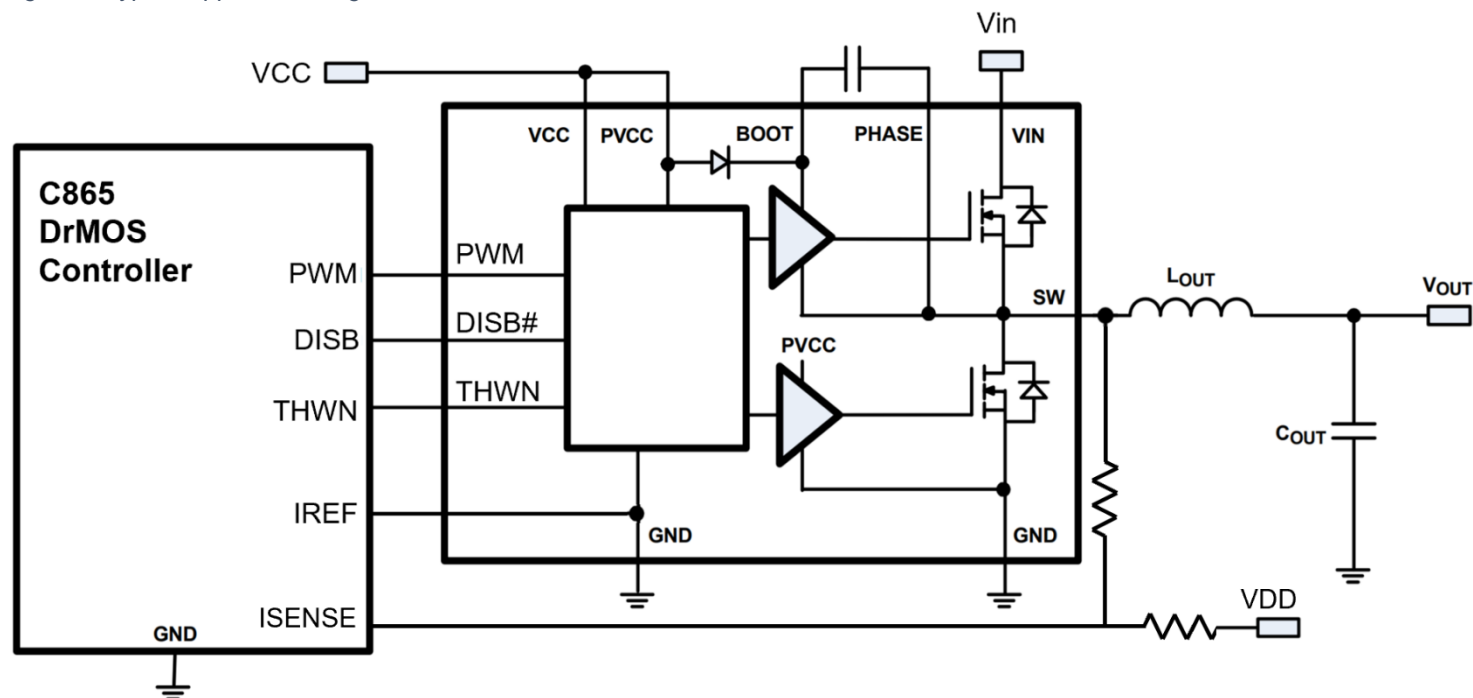 Vin
VCC
VCC
PVCC
BOOT
PHASE
VIN
C865
DrMOS
Controller
PWM
PWM
DISB
DISB#
THWN
THWN
IREF
ISENSE
GND
PVCC
SW
LOUT
VOUT
COUT
GND
GND
VDD